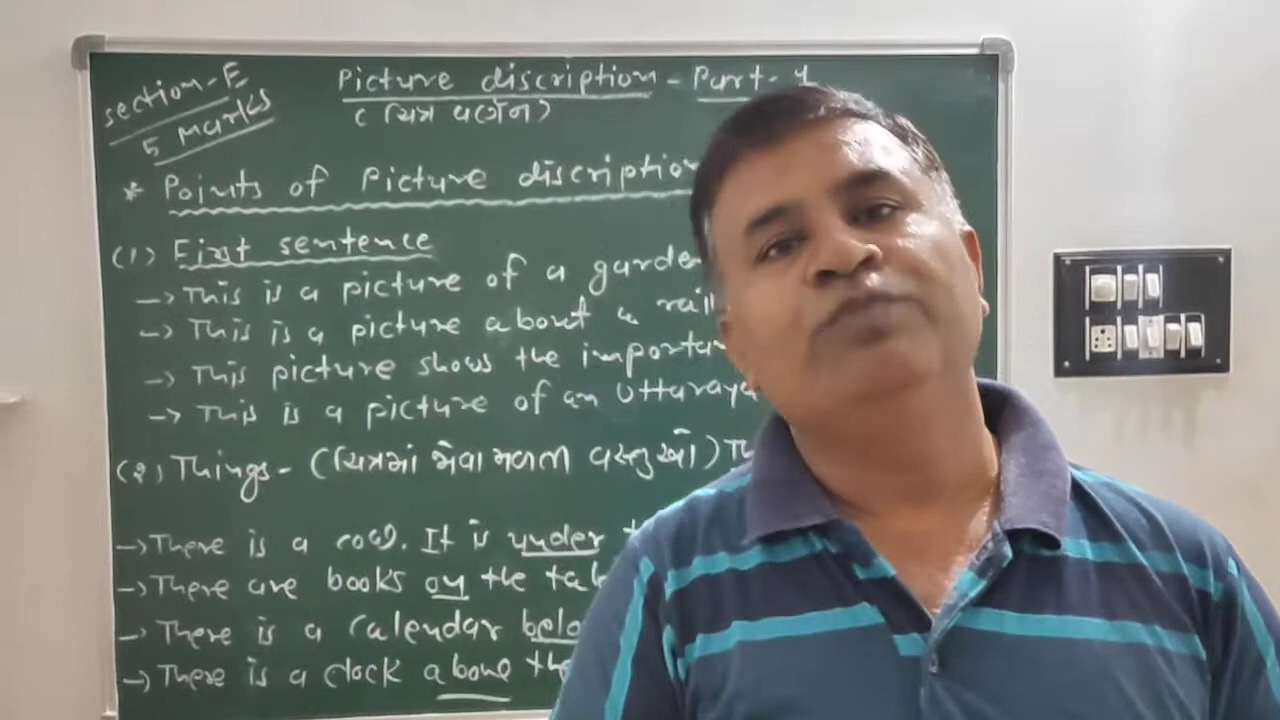 section-E
5 Marks
Picture discription - Part-1
(ચિત્ર વર્ણન)
* Points of Picture discription
(1) First sentence
→ This is a picture of a garden
→ This is a picture about a rail
→ This picture shows the importan
→ This is a picture of an Uttaraya
(2) Things - (ચિત્રમાં જોવા મળતી વસ્તુઓ) Th
→ There is a cow. It is under t
→ There are books on the tab
→ There is a calendar belo
→ There is a clock above the